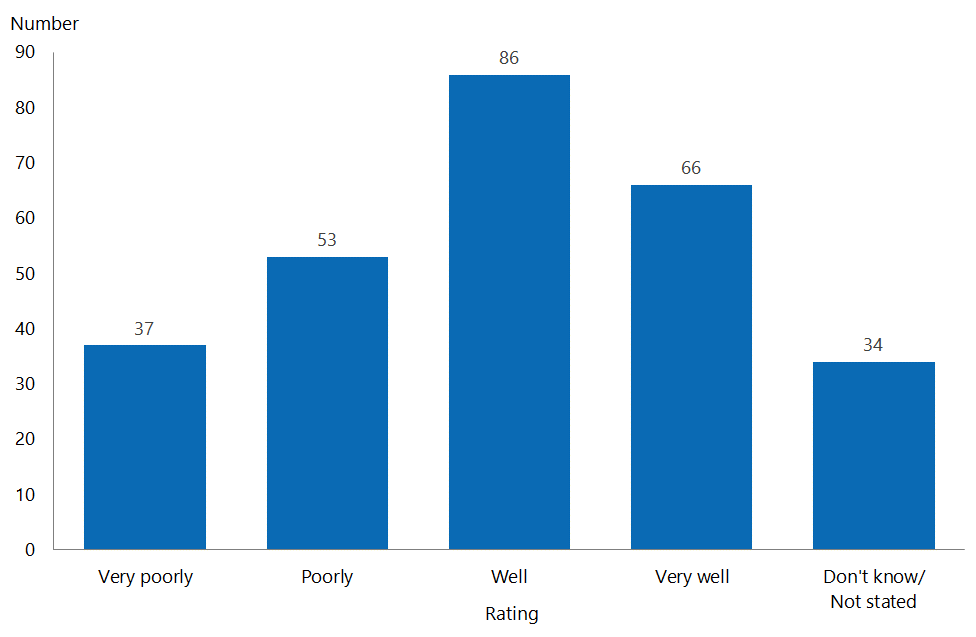 Number
90
80
70
60
50
40
30
20
10
0
37
53
86
66
34
Very poorly
Poorly
Well
Very well
Don't know/
Not stated
Rating